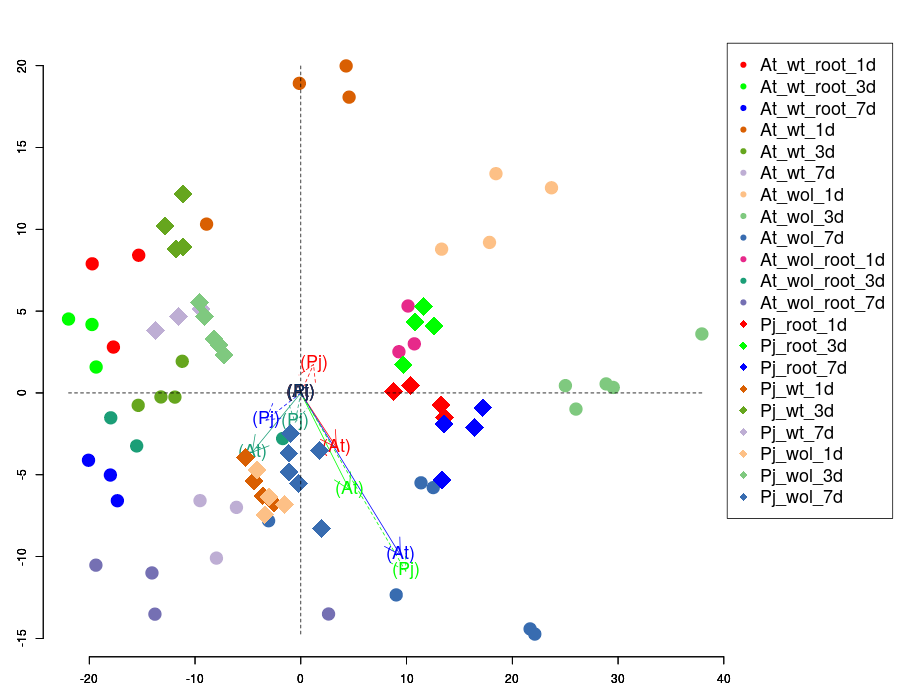 20
15
10
5
0
-5
-10
-15
-20
-10
0
10
20
30
40
(Pj)
(Pj)
(Pj)
(Pj)
(At)
(At)
(At)
(At)
(Pj)
At_wt_root_1d
At_wt_root_3d
At_wt_root_7d
At_wt_1d
At_wt_3d
At_wt_7d
At_wol_1d
At_wol_3d
At_wol_7d
At_wol_root_1d
At_wol_root_3d
At_wol_root_7d
Pj_root_1d
Pj_root_3d
Pj_root_7d
Pj_wt_1d
Pj_wt_3d
Pj_wt_7d
Pj_wol_1d
Pj_wol_3d
Pj_wol_7d